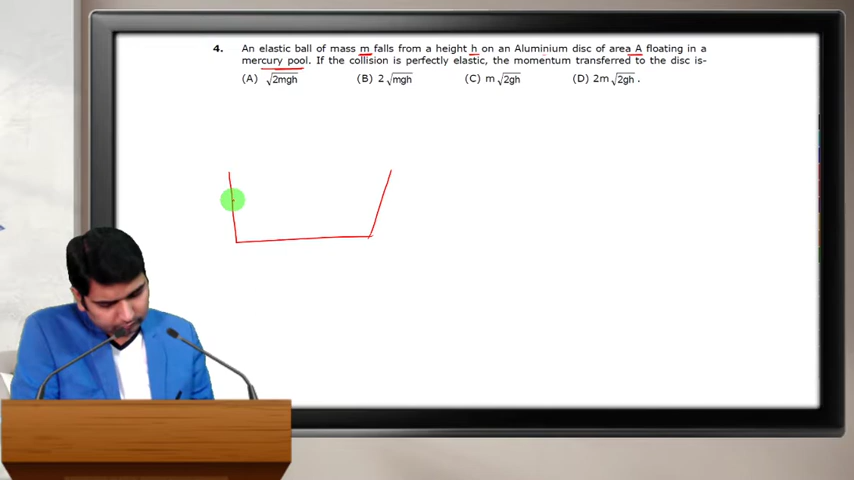 4. An elastic ball of mass m falls from a height h on an Aluminium disc of area A floating in a
mercury pool. If the collision is perfectly elastic, the momentum transferred to the disc is-
(A) √2mgh (B) 2√mgh (C) m√2gh (D) 2m√2gh .